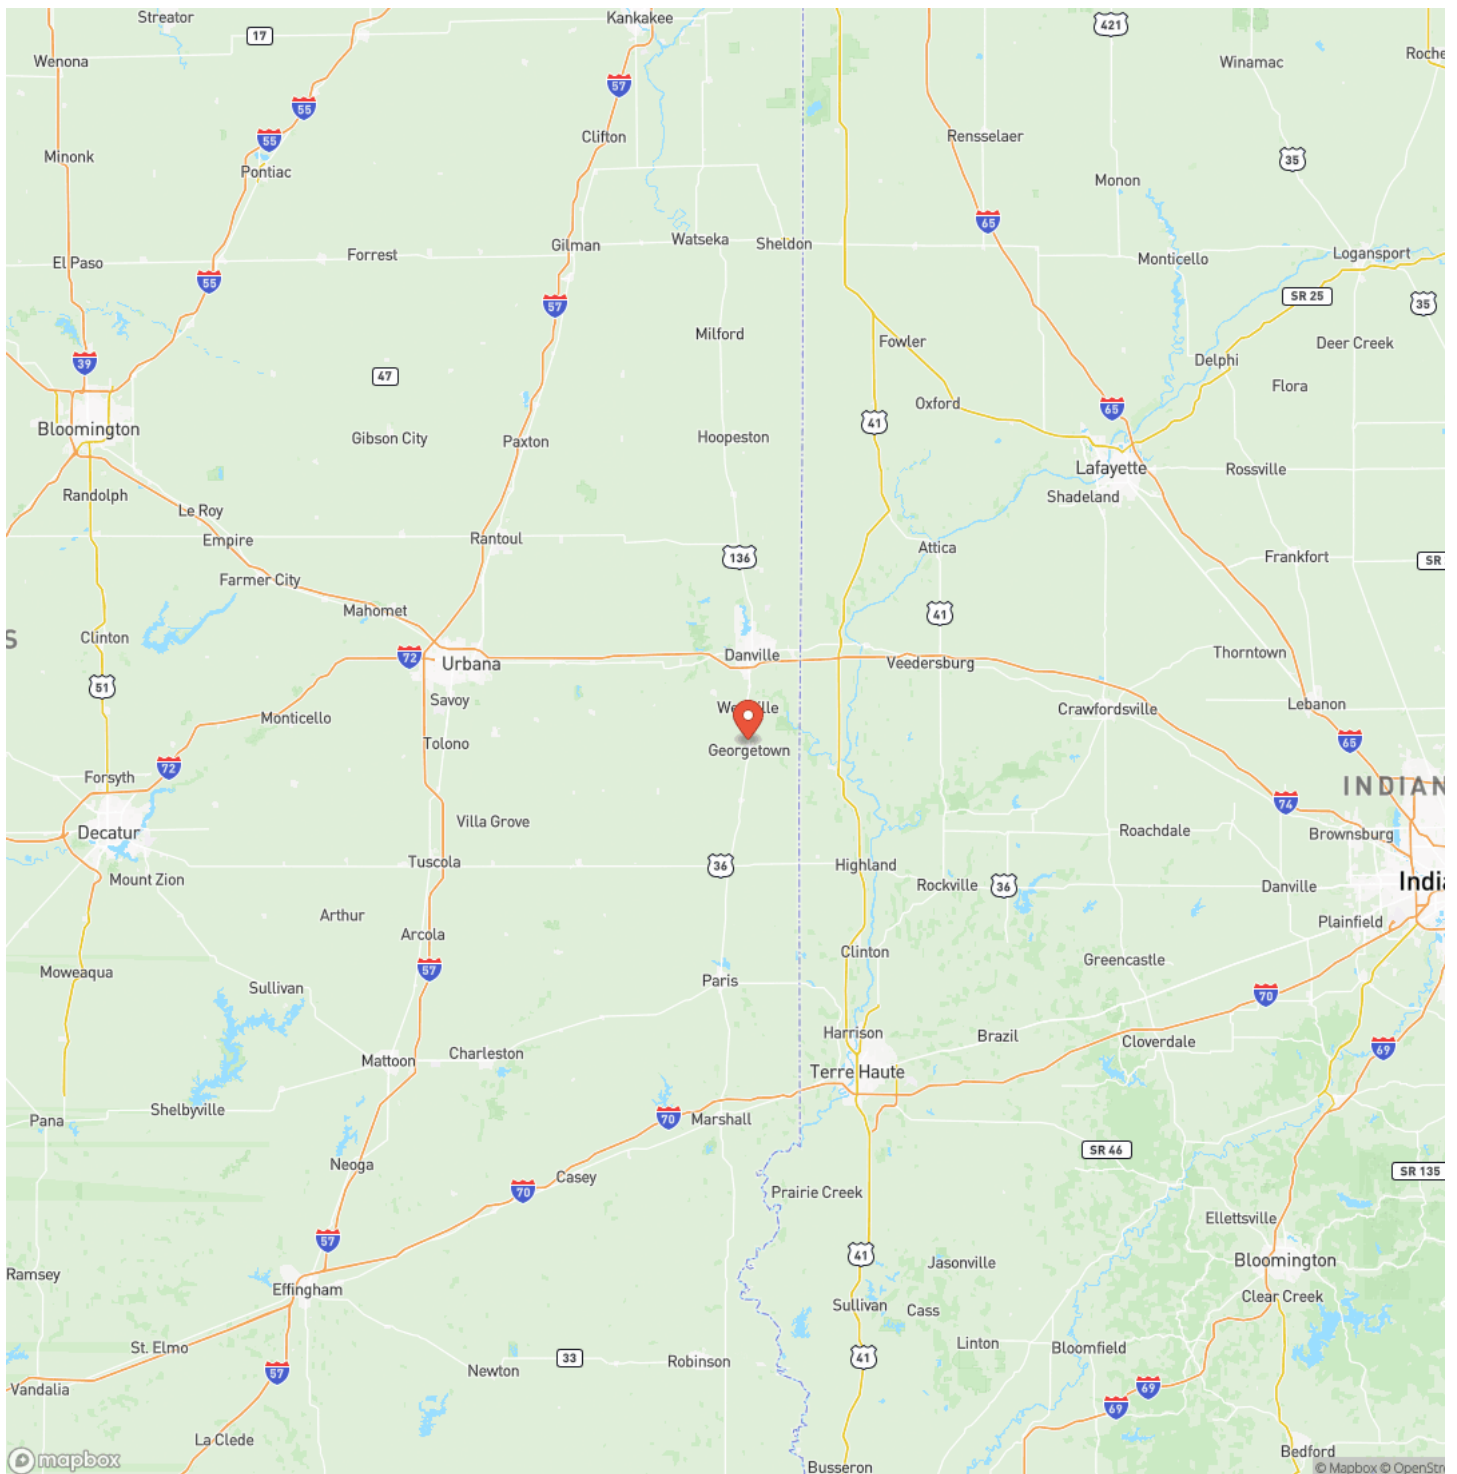 Streator
Kankakee
421
17
Wenona
57
Winamac
Roche
55
55
Clifton
Rensselaer
Minonk
35
Pontiac
Monon
65
Watseka
Sheldon
Gilman
Forrest
Logansport
El Paso
Monticello
55
SR 25
57
35
Milford
Fowler
Deer Creek
39
Delphi
47
Flora
Oxford
65
41
Bloomington
Gibson City
Paxton
Hoopeston
Lafayette
Rossville
Randolph
Shadeland
Le Roy
Empire
Rantoul
Attica
136
Frankfort
SR
Farmer City
Mahomet
41
Clinton
S
Thorntown
72
Urbana
Danville
Veedersburg
51
Savoy
Lebanon
Crawfordsville
Monticello
Tolono
Georgetown
65
72
Forsyth
INDIAN
74
Villa Grove
Decatur
Roachdale
Brownsburg
Tuscola
36
Highland
Mount Zion
Rockville
36
Danville
India
Arthur
Plainfield
Arcola
Clinton
Greencastle
Moweaqua
57
Paris
Sullivan
70
Harrison
Brazil
Cloverdale
69
Mattoon
Charleston
Terre Haute
Shelbyville
Pana
70
Marshall
SR 46
Neoga
SR 135
Casey
70
Prairie Creek
Ellettsville
57
41
Jasonville
Bloomington
Ramsey
Effingham
Clear Creek
Sullivan
Cass
St. Elmo
Linton
Bloomfield
33
Robinson
41
Newton
57
Vandalia
69
69
La Clede
Bedford
mapbox
Busseron
© Mapbox © OpenStre